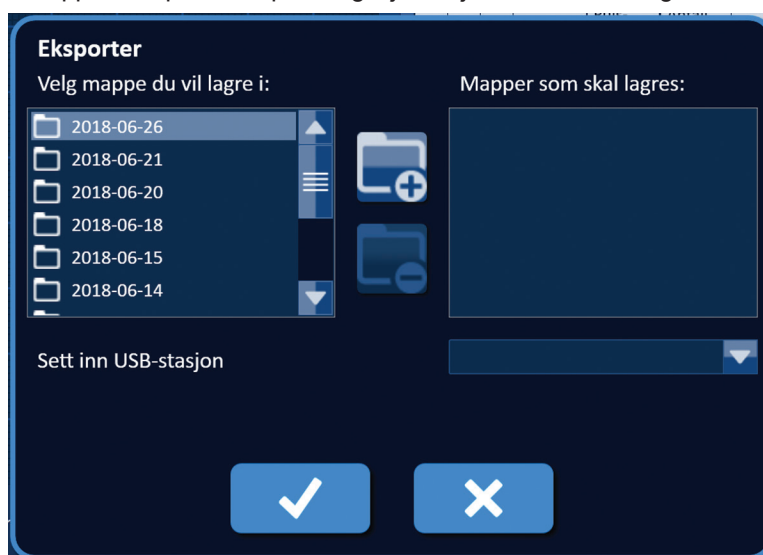 Eksporter
Velg mappe du vil lagre i:
Mapper som skal lagres:
2018-06-26
2018-06-21
2018-06-20
2018-06-18
2018-06-15
2018-06-14
Sett inn USB-stasjon